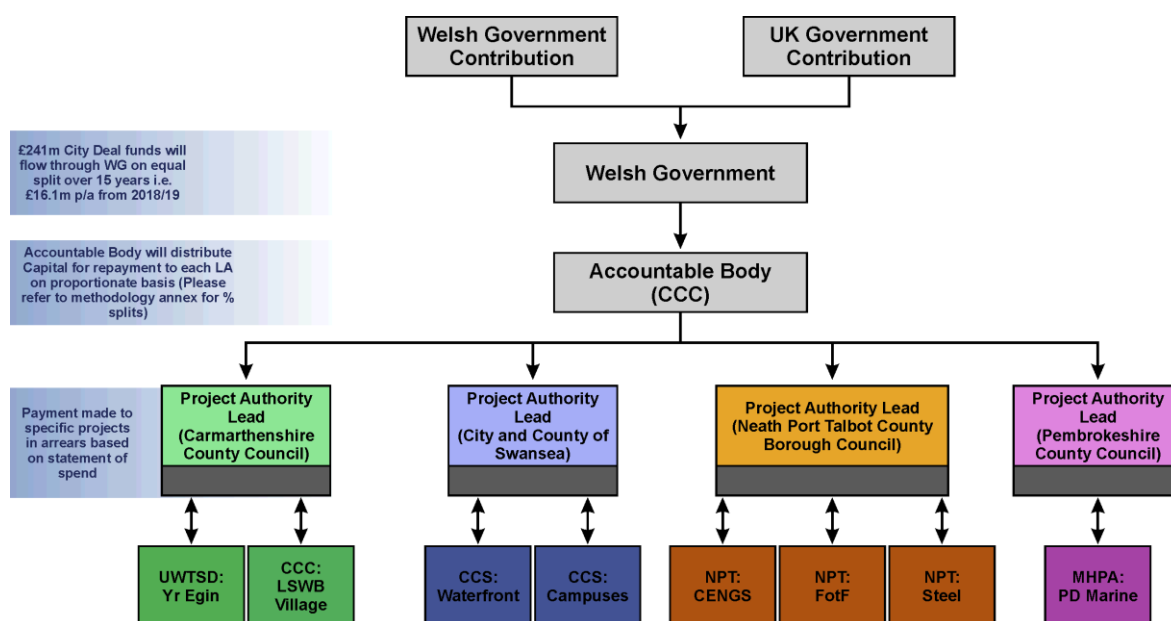 Welsh Government
Contribution
UK Government
Contribution
£241m City Deal funds will
flow through WG on equal
split over 15 years i.e.
£16.1m p/a from 2018/19
Welsh Government
Accountable Body will distribute
Capital for repayment to each LA
on proportionate basis (Please
refer to methodology annex for %
splits)
Accountable Body
(CCC)
Payment made to
specific projects
in arrears based
on statement of
spend
Project Authority
Lead
(Carmarthenshire
County Council)
Project Authority
Lead
(City and County of
Swansea)
Project Authority Lead
(Neath Port Talbot County
Borough Council)
Project Authority
Lead
(Pembrokeshire
County Council)
UWTSD:
Yr Egin
CCC:
LSWB
Village
CCS:
Waterfront
CCS:
Campuses
NPT:
CENGS
NPT:
FotF
NPT:
Steel
MHPA:
PD Marine